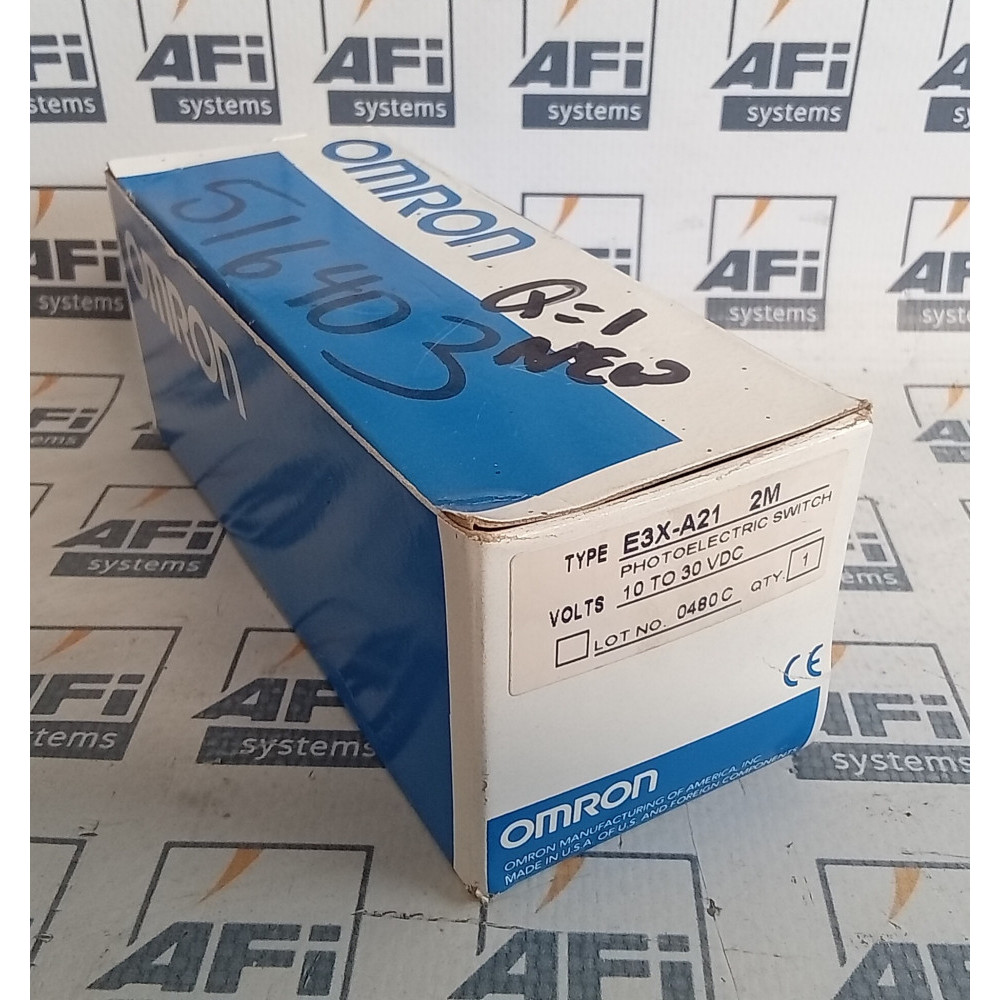 AFi
systems
OMRON
516403
Q=1
NEW
OMRON
TYPE E3X-A21 2M
PHOTOELECTRIC SWITCH
VOLTS 10 TO 30 VDC
LOT NO. 0480C QTY. 1
CE
OMRON
OMRON MANUFACTURING OF AMERICA, INC.
MADE IN U.S.A. OF U.S. AND FOREIGN COMPONENTS